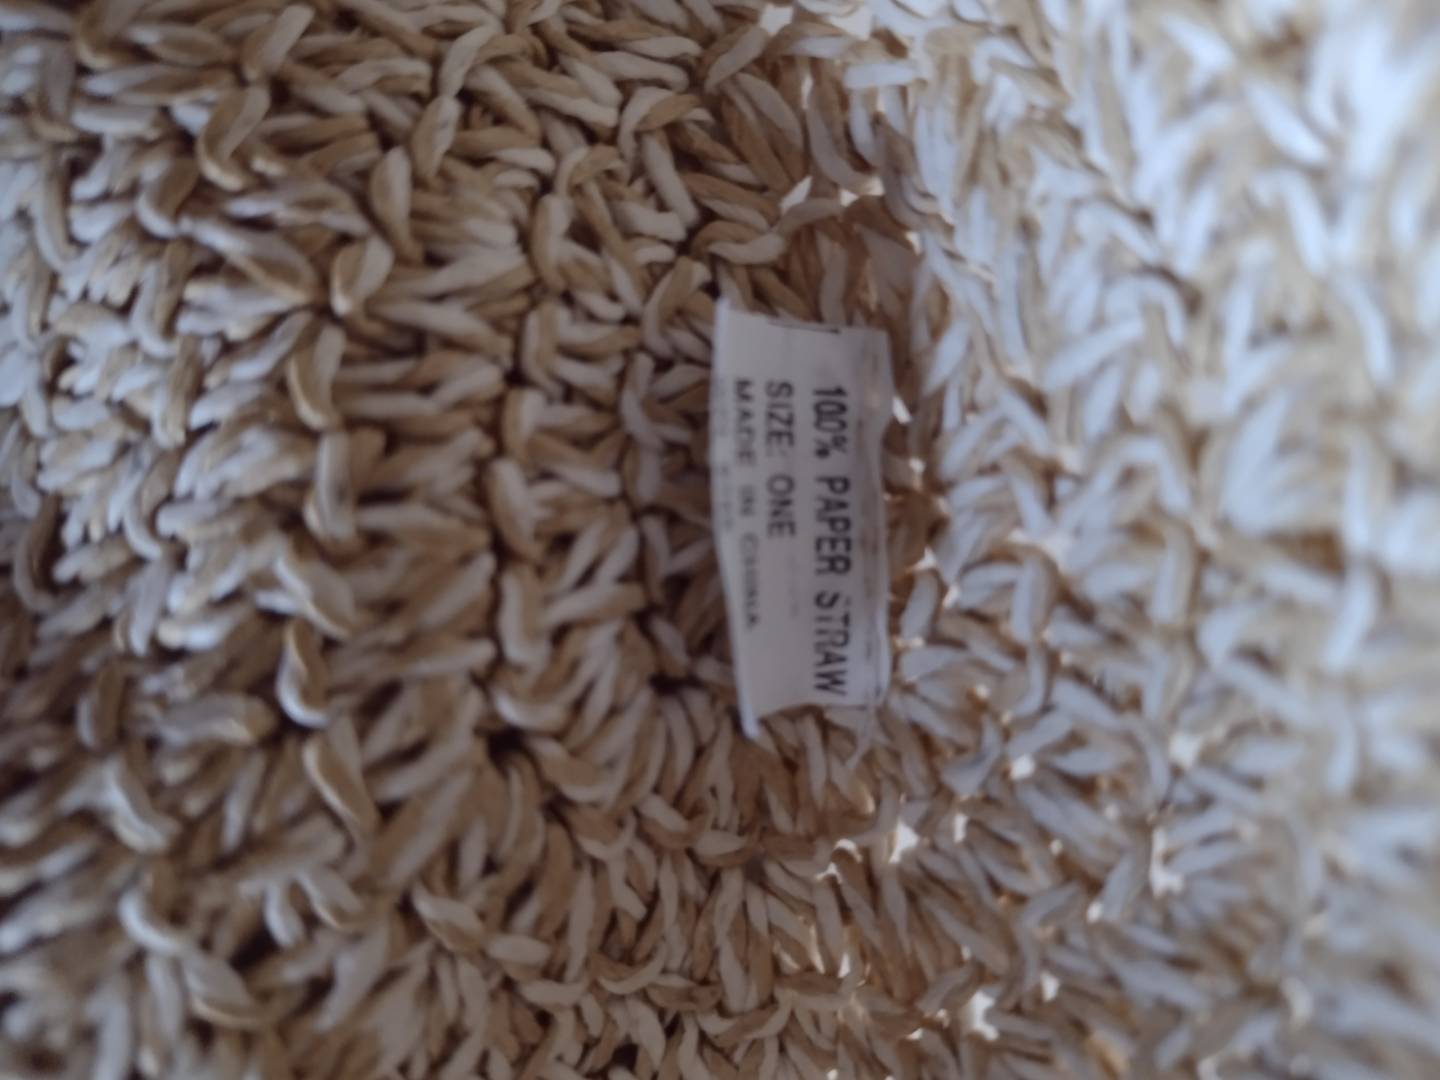 100% PAPER STRAW
SIZE: ONE
MADE IN CHINA